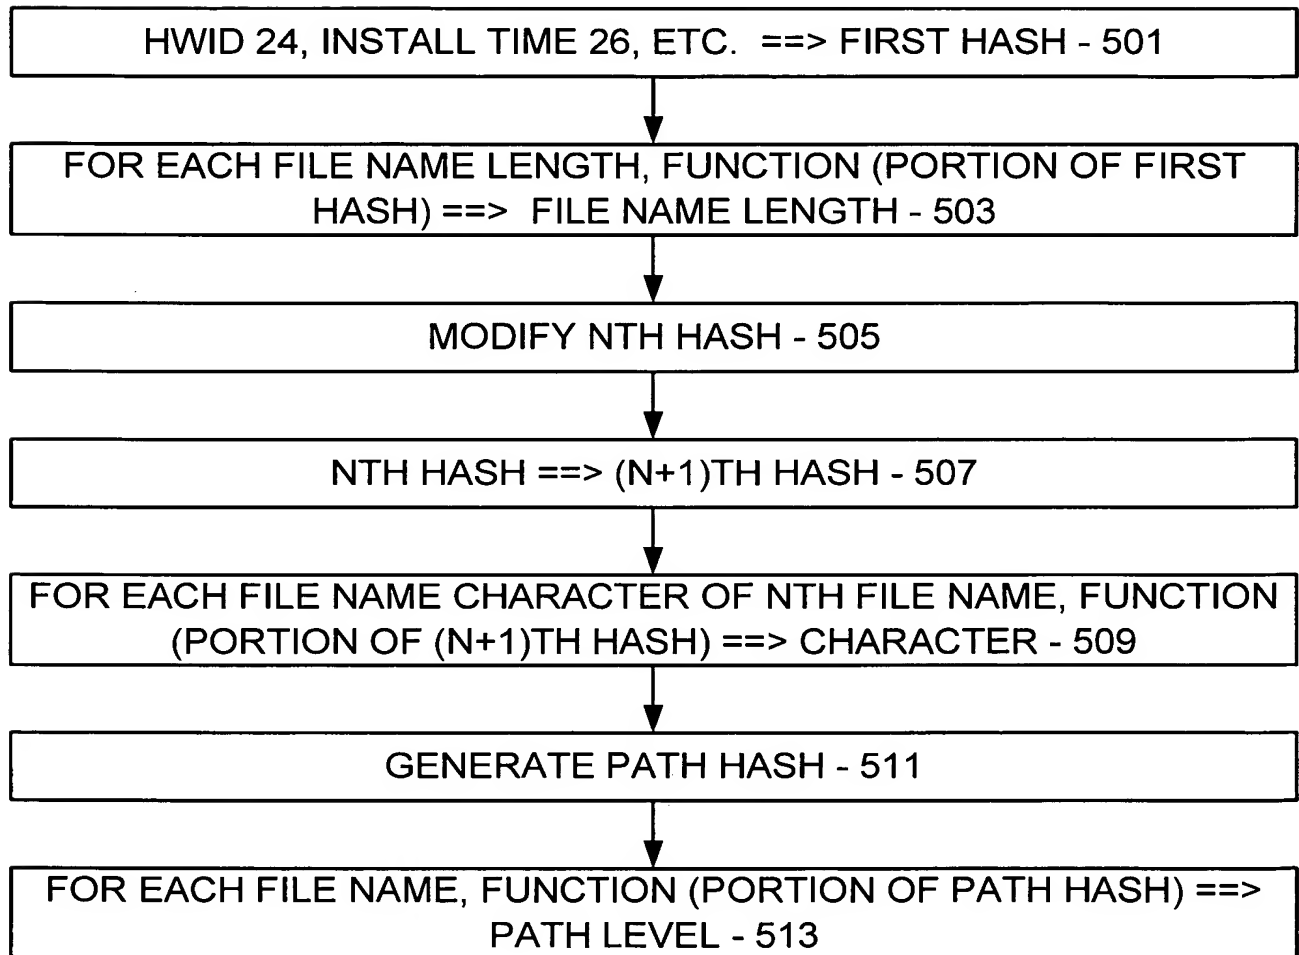 HWID 24, INSTALL TIME 26, ETC. ==> FIRST HASH - 501
FOR EACH FILE NAME LENGTH, FUNCTION (PORTION OF FIRST
HASH) ==> FILE NAME LENGTH - 503
MODIFY NTH HASH - 505
NTH HASH ==> (N+1)TH HASH - 507
FOR EACH FILE NAME CHARACTER OF NTH FILE NAME, FUNCTION
(PORTION OF (N+1)TH HASH) ==> CHARACTER - 509
GENERATE PATH HASH - 511
FOR EACH FILE NAME, FUNCTION (PORTION OF PATH HASH) ==>
PATH LEVEL - 513